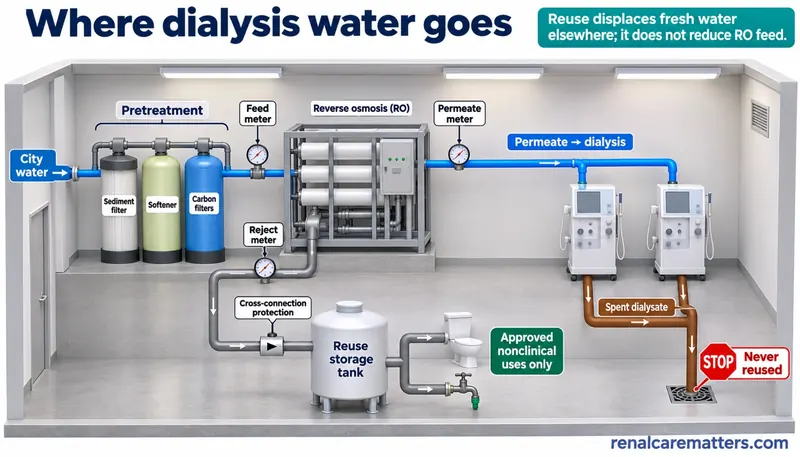 Where dialysis water goes
Reuse displaces fresh water
elsewhere; it does not reduce RO feed.
Pretreatment
Feed
meter
Reverse osmosis (RO)
Permeate
meter
City
water
Sediment
filter
Softener
Carbon
filters
Permeate → dialysis
Reject
meter
Cross-connection
protection
Reuse
storage
tank
Approved
nonclinical
uses only
Spent dialysate
STOP
Never
reused
renalcarematters.com